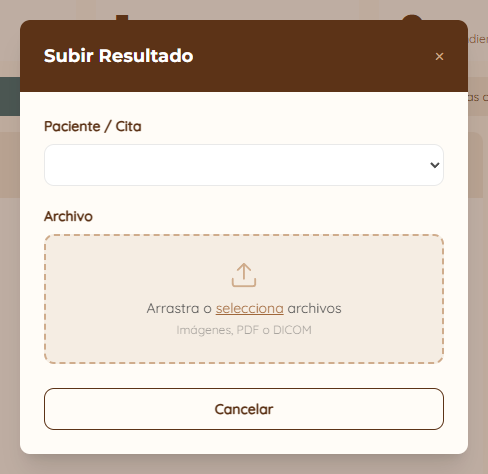 Subir Resultado
×
Paciente / Cita
Archivo
Arrastra o selecciona archivos
Imágenes, PDF o DICOM
Cancelar